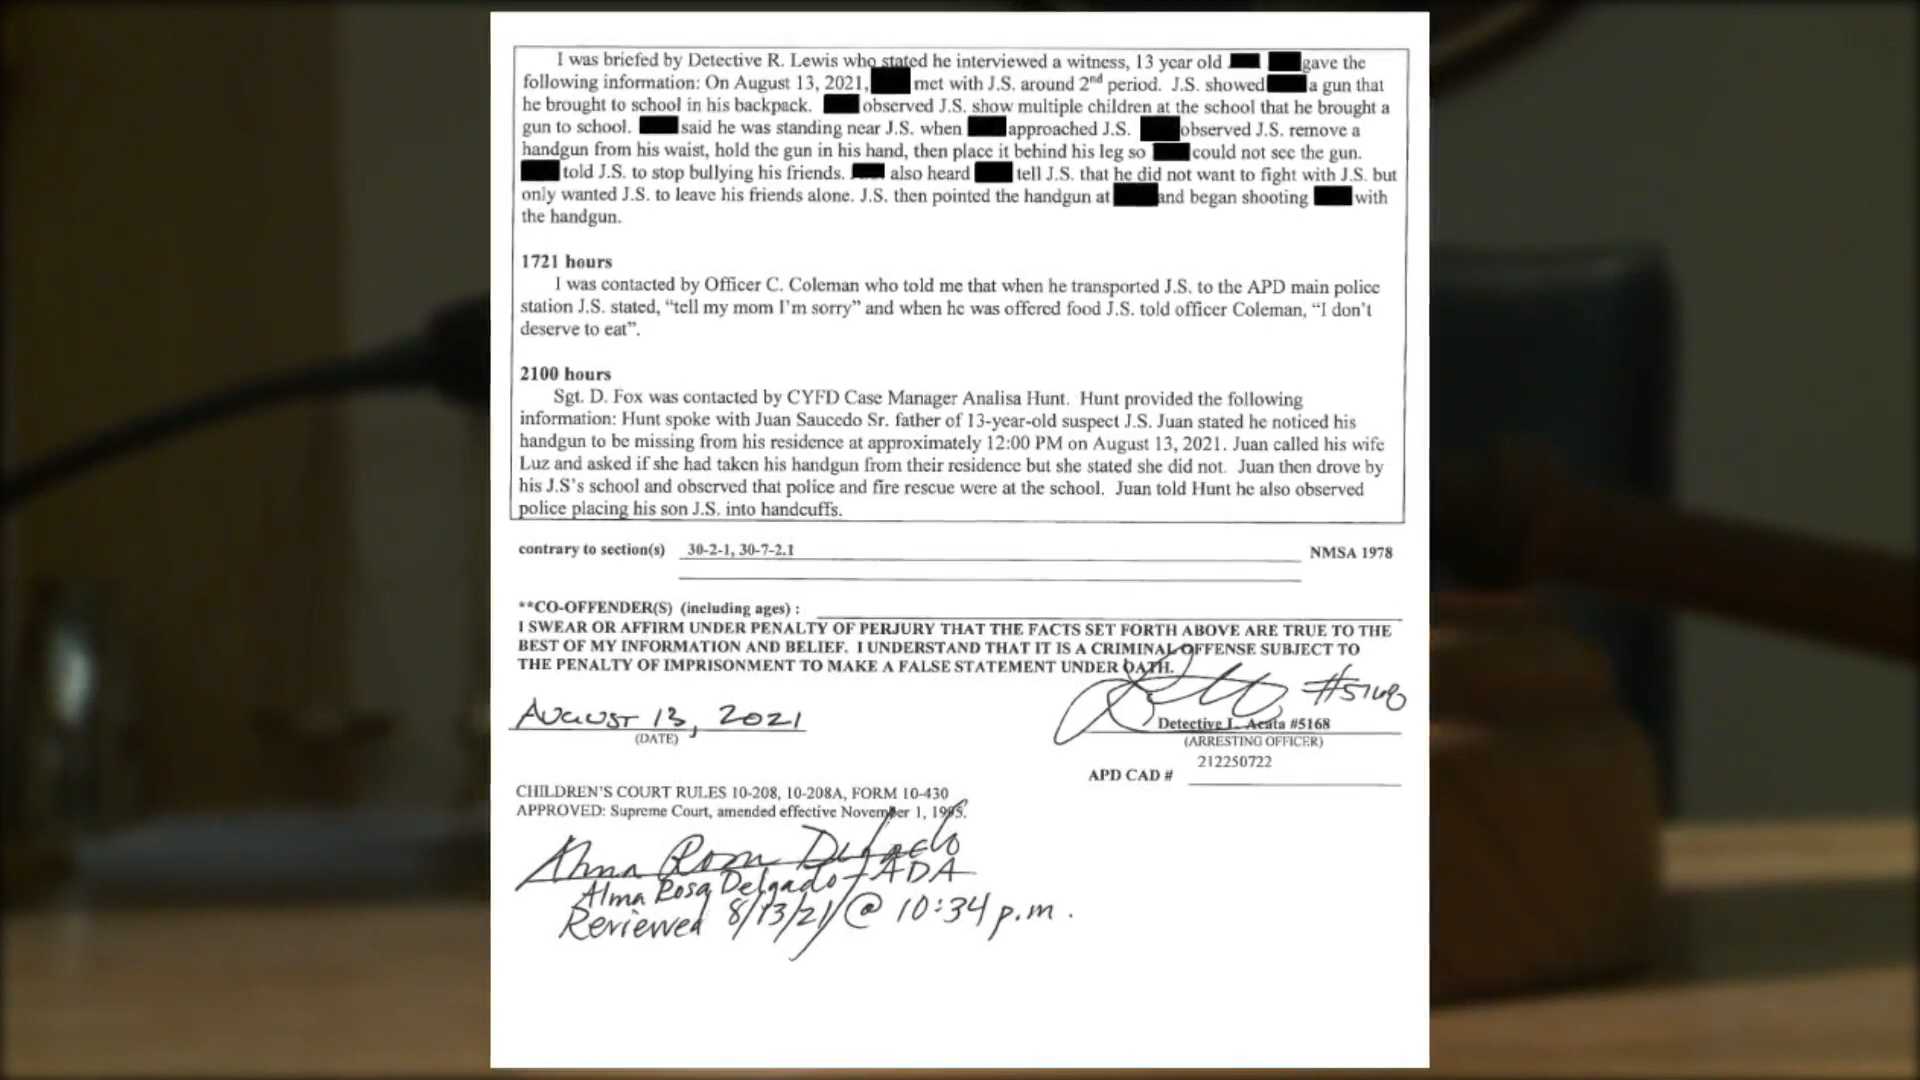 I was briefed by Detective R. Lewis who stated he interviewed a witness, 13 year old gave the
following information: On August 13, 2021, met with J.S. around 2nd period. J.S. showed a gun that
he brought to school in his backpack. observed J.S. show multiple children at the school that he brought a
gun to school. said he was standing near J.S. when approached J.S. observed J.S. remove a
handgun from his waist, hold the gun in his hand, then place it behind his leg so could not see the gun.
told J.S. to stop bullying his friends. also heard tell J.S. that he did not want to fight with J.S. but
only wanted J.S. to leave his friends alone. J.S. then pointed the handgun at and began shooting with
the handgun.
1721 hours
I was contacted by Officer C. Coleman who told me that when he transported J.S. to the APD main police
station J.S. stated, “tell my mom I’m sorry” and when he was offered food J.S. told officer Coleman, “I don’t
deserve to eat”.
2100 hours
Sgt. D. Fox was contacted by CYFD Case Manager Analisa Hunt. Hunt provided the following
information: Hunt spoke with Juan Saucedo Sr. father of 13-year-old suspect J.S. Juan stated he noticed his
handgun to be missing from his residence at approximately 12:00 PM on August 13, 2021. Juan called his wife
Luz and asked if she had taken his handgun from their residence but she stated she did not. Juan then drove by
his J.S’s school and observed that police and fire rescue were at the school. Juan told Hunt he also observed
police placing his son J.S. into handcuffs.
contrary to section(s) 30-2-1, 30-7-2.1 NMSA 1978
**CO-OFFENDER(S) (including ages) :
I SWEAR OR AFFIRM UNDER PENALTY OF PERJURY THAT THE FACTS SET FORTH ABOVE ARE TRUE TO THE
BEST OF MY INFORMATION AND BELIEF. I UNDERSTAND THAT IT IS A CRIMINAL OFFENSE SUBJECT TO
THE PENALTY OF IMPRISONMENT TO MAKE A FALSE STATEMENT UNDER OATH.
#5168
AUGUST 13, 2021
Detective #5168
(DATE)
(ARRESTING OFFICER)
212250722
APD CAD #
CHILDREN’S COURT RULES 10-208, 10-208A, FORM 10-430
APPROVED: Supreme Court, amended effective November 1, 1995.
Alma Rosa Delgado
Alma Rosa Delgado - ADA
Reviewed 8/13/21 @ 10:34 p.m.